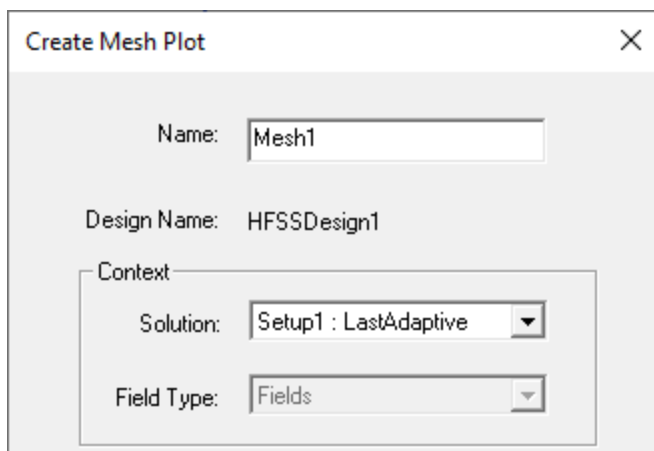 Create Mesh Plot
Name: Mesh1
Design Name: HFSSDesign1
Context
Solution: Setup1 : LastAdaptive
Field Type: Fields